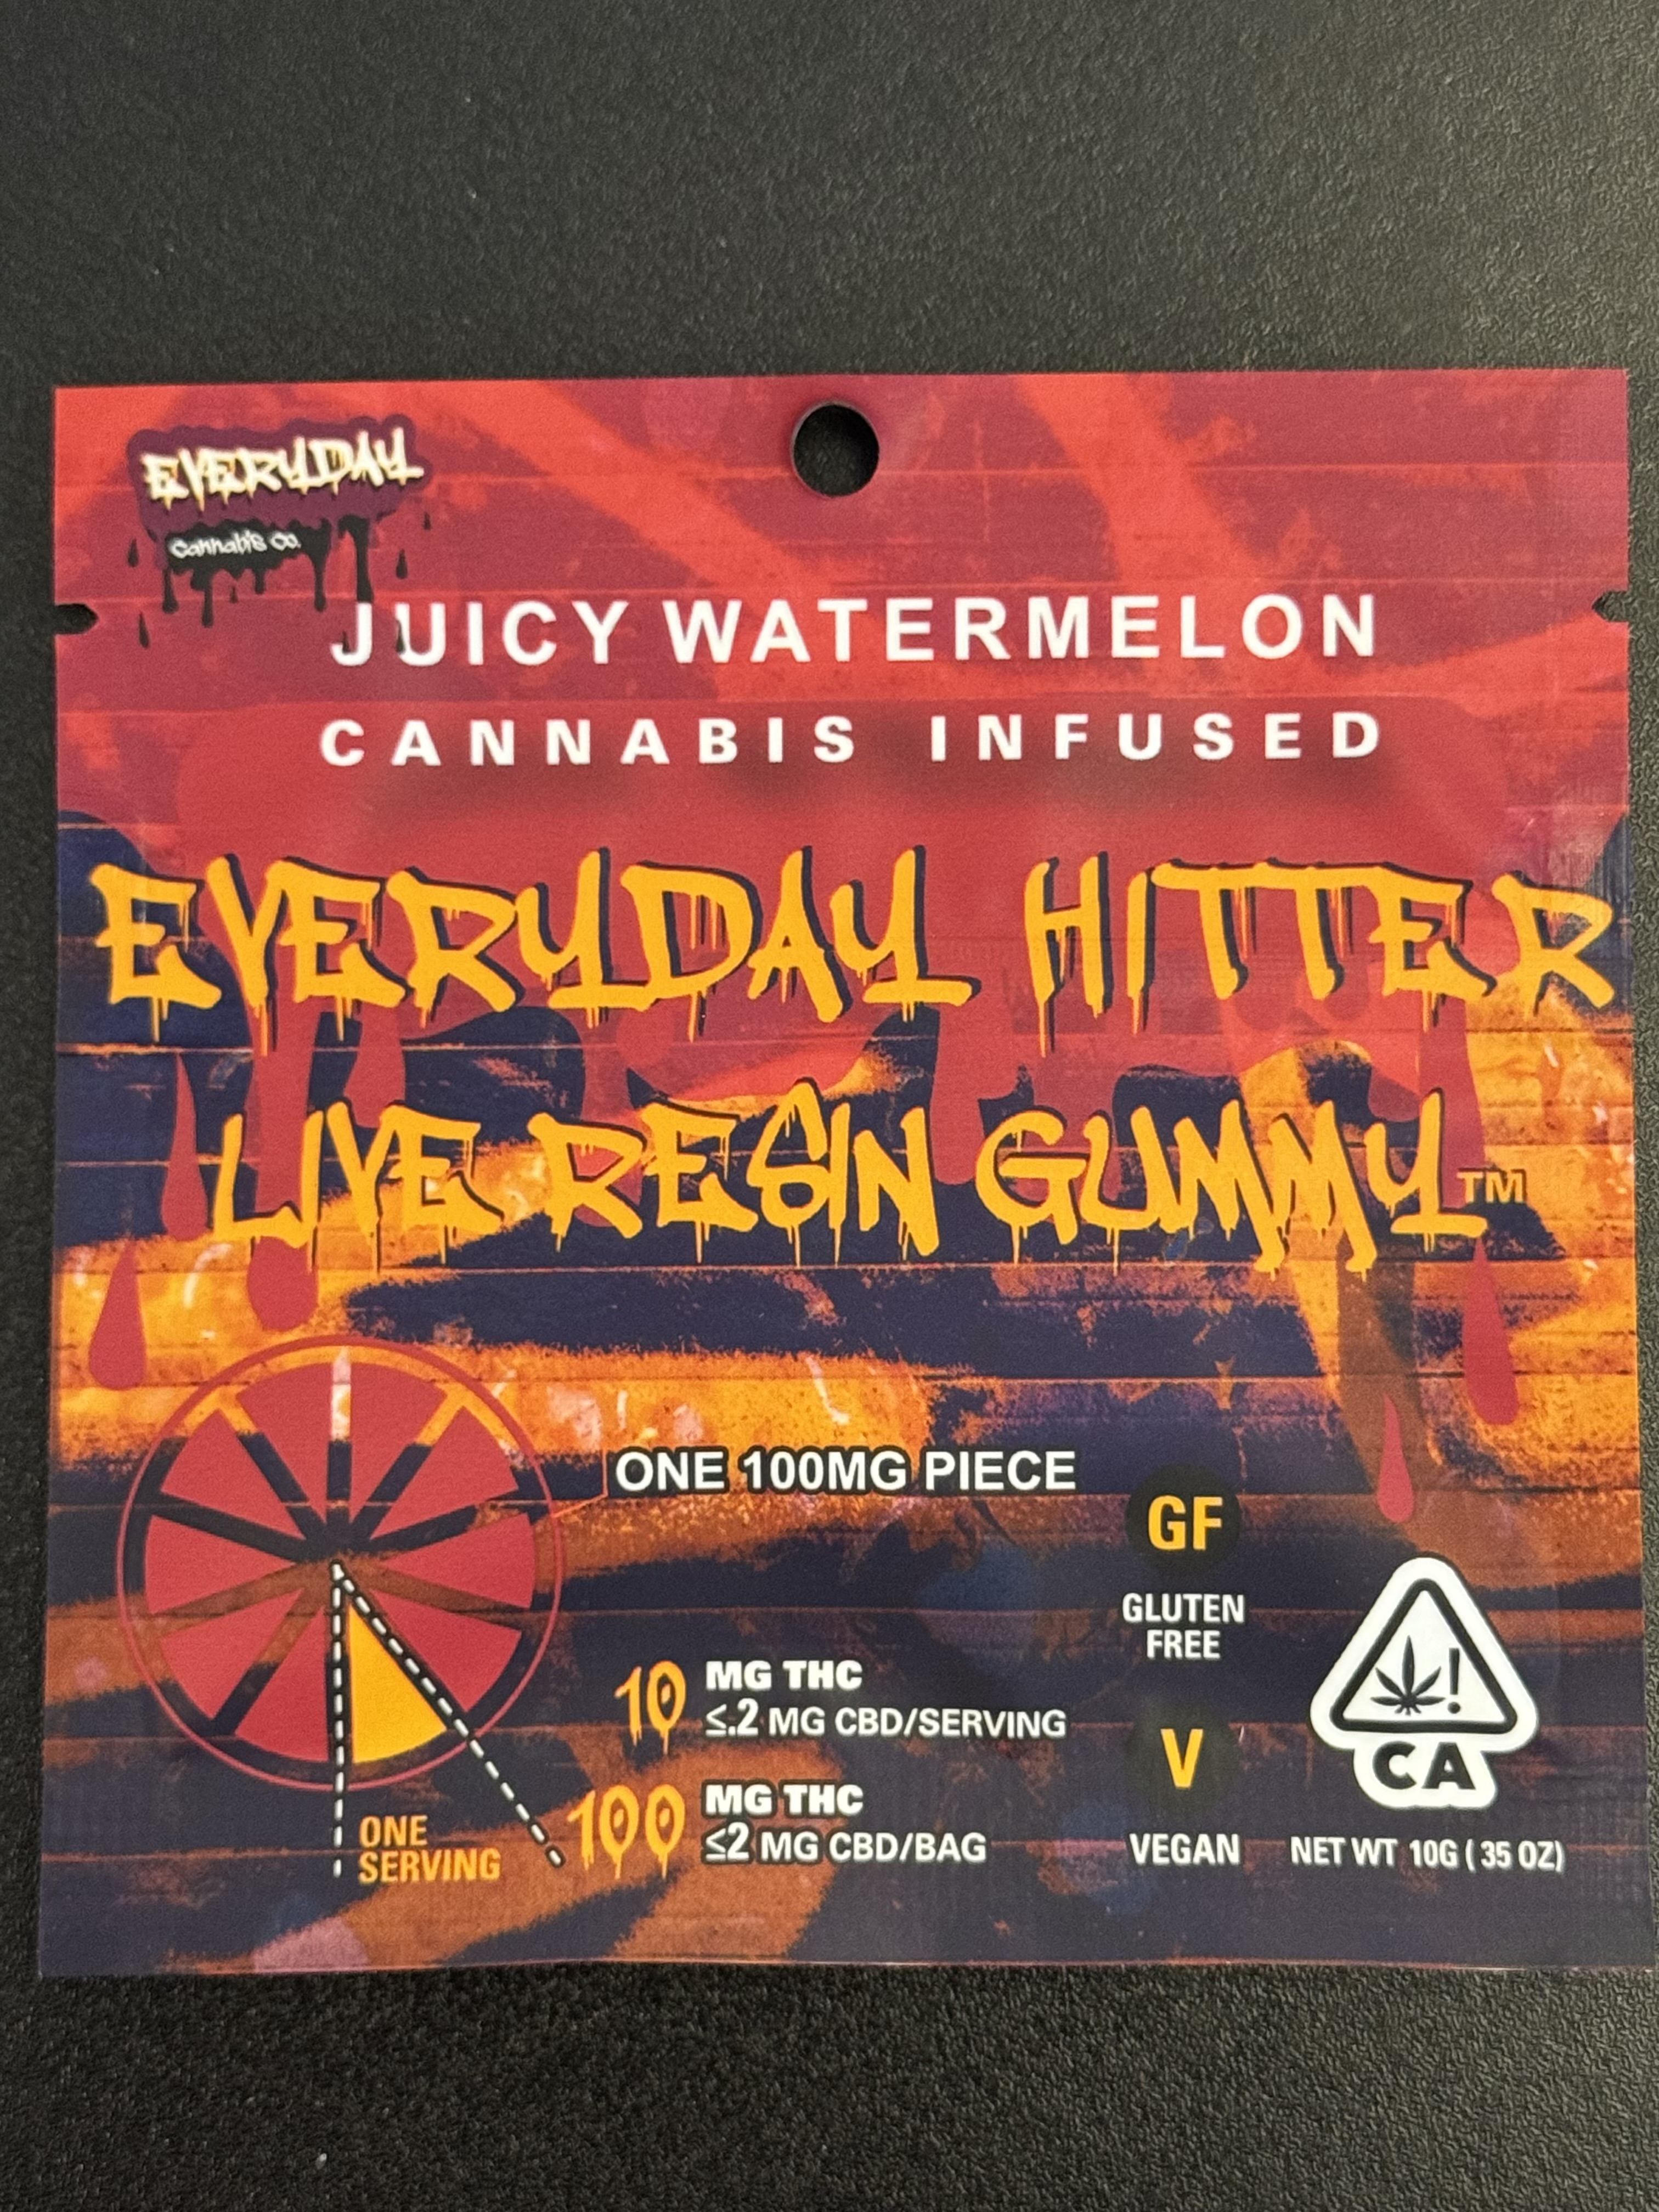 EVERYDAY
Cannabis Co.
JUICY WATERMELON
CANNABIS INFUSED
EVERYDAY HITTER
LIVE RESIN GUMMY™
ONE 100MG PIECE
GF
GLUTEN
FREE
10 MG THC
≤.2 MG CBD/SERVING
V
VEGAN
100 MG THC
≤2 MG CBD/BAG
ONE
SERVING
!
CA
NET WT 10G (35 OZ)